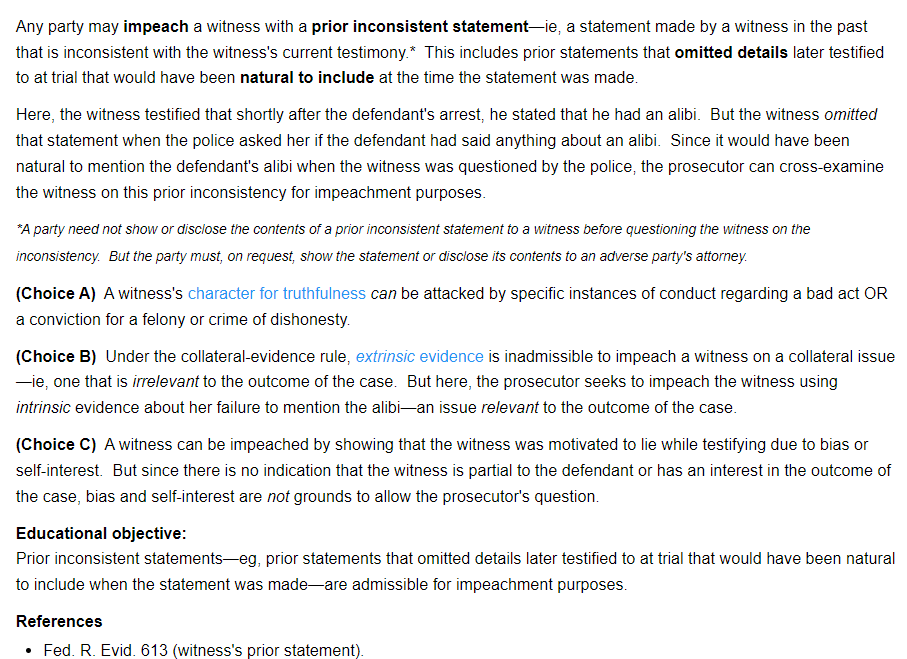 Any party may impeach a witness with a prior inconsistent statement—ie, a statement made by a witness in the past
that is inconsistent with the witness's current testimony.* This includes prior statements that omitted details later testified
to at trial that would have been natural to include at the time the statement was made.
Here, the witness testified that shortly after the defendant's arrest, he stated that he had an alibi. But the witness omitted
that statement when the police asked her if the defendant had said anything about an alibi. Since it would have been
natural to mention the defendant's alibi when the witness was questioned by the police, the prosecutor can cross-examine
the witness on this prior inconsistency for impeachment purposes.
*A party need not show or disclose the contents of a prior inconsistent statement to a witness before questioning the witness on the
inconsistency. But the party must, on request, show the statement or disclose its contents to an adverse party's attorney.
(Choice A) A witness's character for truthfulness can be attacked by specific instances of conduct regarding a bad act OR
a conviction for a felony or crime of dishonesty.
(Choice B) Under the collateral-evidence rule, extrinsic evidence is inadmissible to impeach a witness on a collateral issue
—ie, one that is irrelevant to the outcome of the case. But here, the prosecutor seeks to impeach the witness using
intrinsic evidence about her failure to mention the alibi—an issue relevant to the outcome of the case.
(Choice C) A witness can be impeached by showing that the witness was motivated to lie while testifying due to bias or
self-interest. But since there is no indication that the witness is partial to the defendant or has an interest in the outcome of
the case, bias and self-interest are not grounds to allow the prosecutor's question.
Educational objective:
Prior inconsistent statements—eg, prior statements that omitted details later testified to at trial that would have been natural
to include when the statement was made—are admissible for impeachment purposes.
References
• Fed. R. Evid. 613 (witness's prior statement).